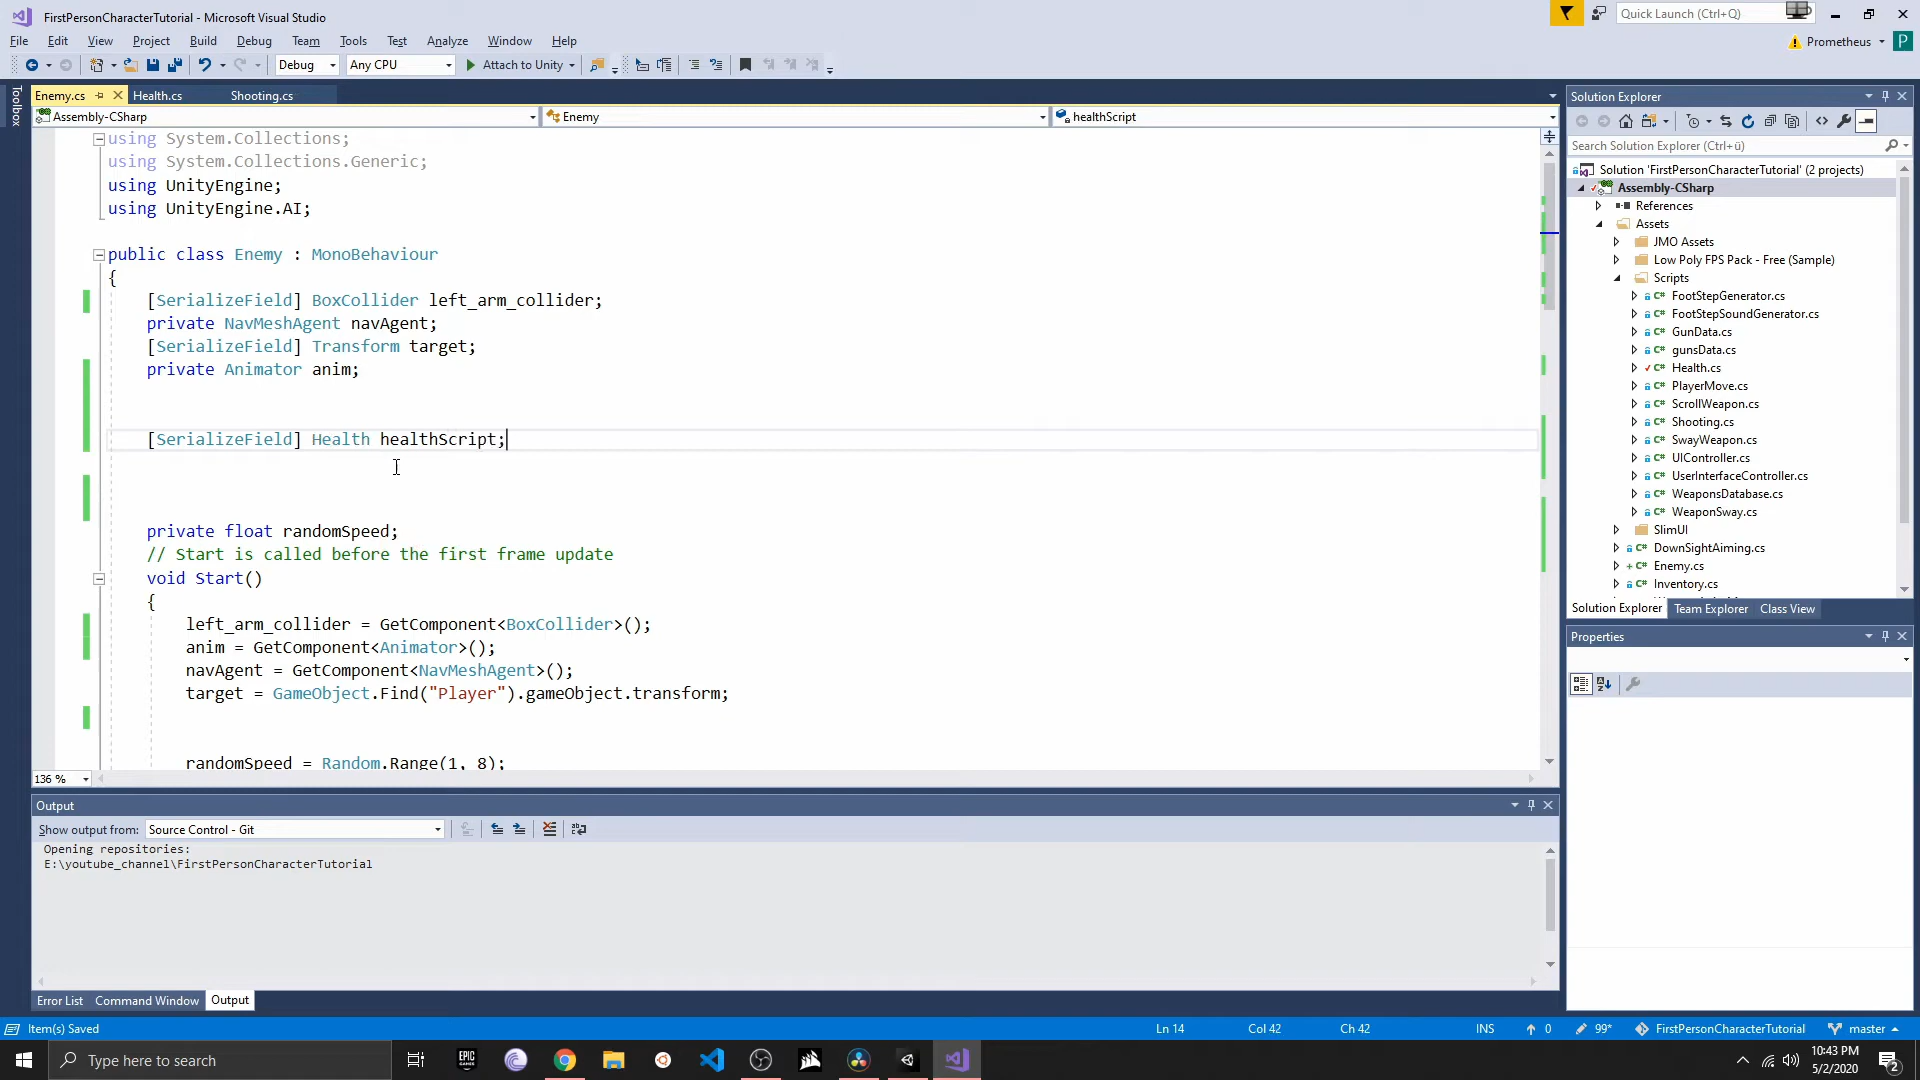 FirstPersonCharacterTutorial - Microsoft Visual Studio
Quick Launch (Ctrl+Q)
File Edit View Project Build Debug Team Tools Test Analyze Window Help
Prometheus P
Debug Any CPU Attach to Unity
Toolbox
Enemy.cs Health.cs Shooting.cs
Assembly-CSharp Enemy healthScript
using System.Collections;
using System.Collections.Generic;
using UnityEngine;
using UnityEngine.AI;
public class Enemy : MonoBehaviour
{
[SerializeField] BoxCollider left_arm_collider;
private NavMeshAgent navAgent;
[SerializeField] Transform target;
private Animator anim;
[SerializeField] Health healthScript;
private float randomSpeed;
// Start is called before the first frame update
void Start()
{
left_arm_collider = GetComponent<BoxCollider>();
anim = GetComponent<Animator>();
navAgent = GetComponent<NavMeshAgent>();
target = GameObject.Find("Player").gameObject.transform;
randomSpeed = Random.Range(1, 8);
136 %
Solution Explorer
Search Solution Explorer (Ctrl+ü)
Solution 'FirstPersonCharacterTutorial' (2 projects)
Assembly-CSharp
References
Assets
JMO Assets
Low Poly FPS Pack - Free (Sample)
Scripts
C# FootStepGenerator.cs
C# FootStepSoundGenerator.cs
C# GunData.cs
C# gunsData.cs
C# Health.cs
C# PlayerMove.cs
C# ScrollWeapon.cs
C# Shooting.cs
C# SwayWeapon.cs
C# UIController.cs
C# UserInterfaceController.cs
C# WeaponsDatabase.cs
C# WeaponSway.cs
SlimUI
C# DownSightAiming.cs
C# Enemy.cs
C# Inventory.cs
Solution Explorer Team Explorer Class View
Properties
Output
Show output from: Source Control - Git
Opening repositories:
E:\youtube_channel\FirstPersonCharacterTutorial
Error List Command Window Output
Item(s) Saved Ln 14 Col 42 Ch 42 INS 0 99* FirstPersonCharacterTutorial master
Type here to search
EPIC GAMES
10:43 PM
5/2/2020
2